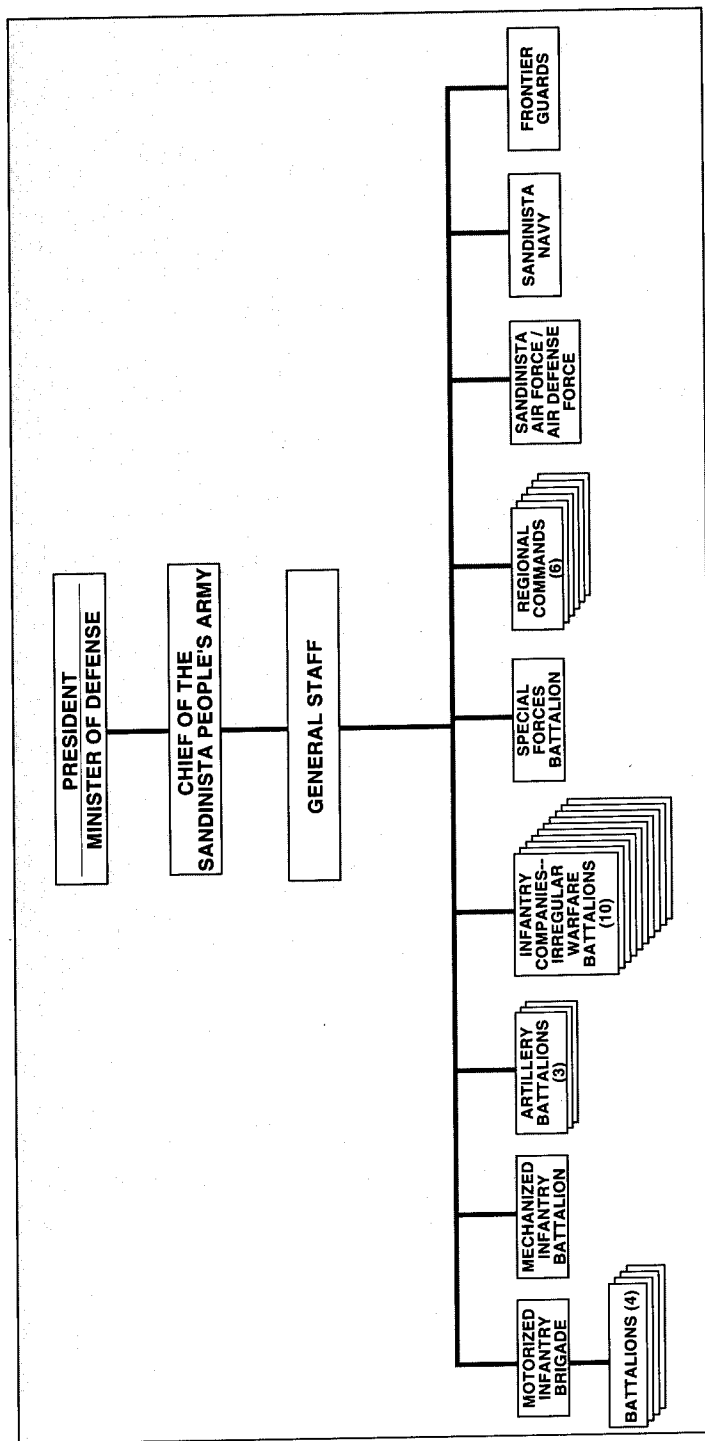 PRESIDENT
MINISTER OF DEFENSE
CHIEF OF THE
SANDINISTA PEOPLE'S ARMY
GENERAL STAFF
MOTORIZED
INFANTRY
BRIGADE
BATTALIONS (4)
MECHANIZED
INFANTRY
BATTALION
ARTILLERY
BATTALIONS
(3)
INFANTRY
COMPANIES--
IRREGULAR
WARFARE
BATTALIONS
(10)
SPECIAL
FORCES
BATTALION
REGIONAL
COMMANDS
(6)
SANDINISTA
AIR FORCE /
AIR DEFENSE
FORCE
SANDINISTA
NAVY
FRONTIER
GUARDS